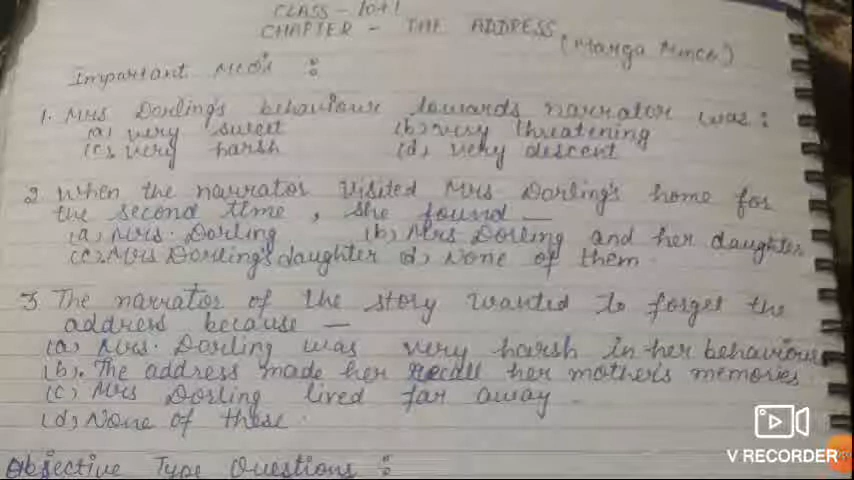 CLASS - 10+1
CHAPTER - THE ADDRESS
(Marga Minco)
Important MCQ's :
1. Mrs Dorling's behaviour towards narrator was :
(a) very sweet (b) very threatening
(c) very harsh (d) very descent
2. When the narrator visited Mrs Dorling's home for
the second time, she found —
(a) Mrs. Dorling (b) Mrs Dorling and her daughter
(c) Mrs Dorling's daughter (d) None of them.
3. The narrator of the story wanted to forget the
address because —
(a) Mrs. Dorling was very harsh in her behaviour
(b). The address made her recall her mother's memories
(c) Mrs Dorling lived far away.
(d) None of these.
Objective Type Questions :
V RECORDER